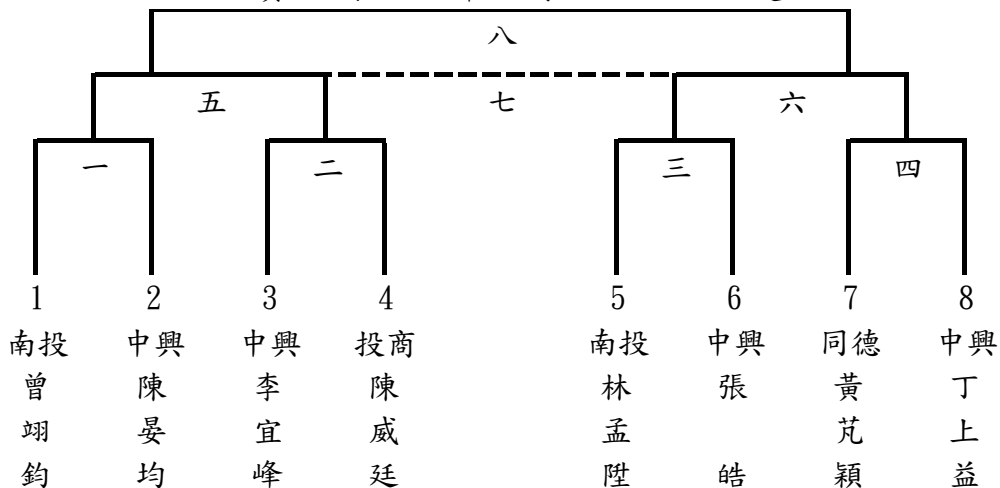 八
五 七 六
一 二 三 四
1 2 3 4 5 6 7 8
南投 中興 中興 投商 南投 中興 同德 中興
曾 陳 李 陳 林 張 黃 丁
翊 晏 宜 威 孟 芃 上
鈞 均 峰 廷 陞 皓 穎 益